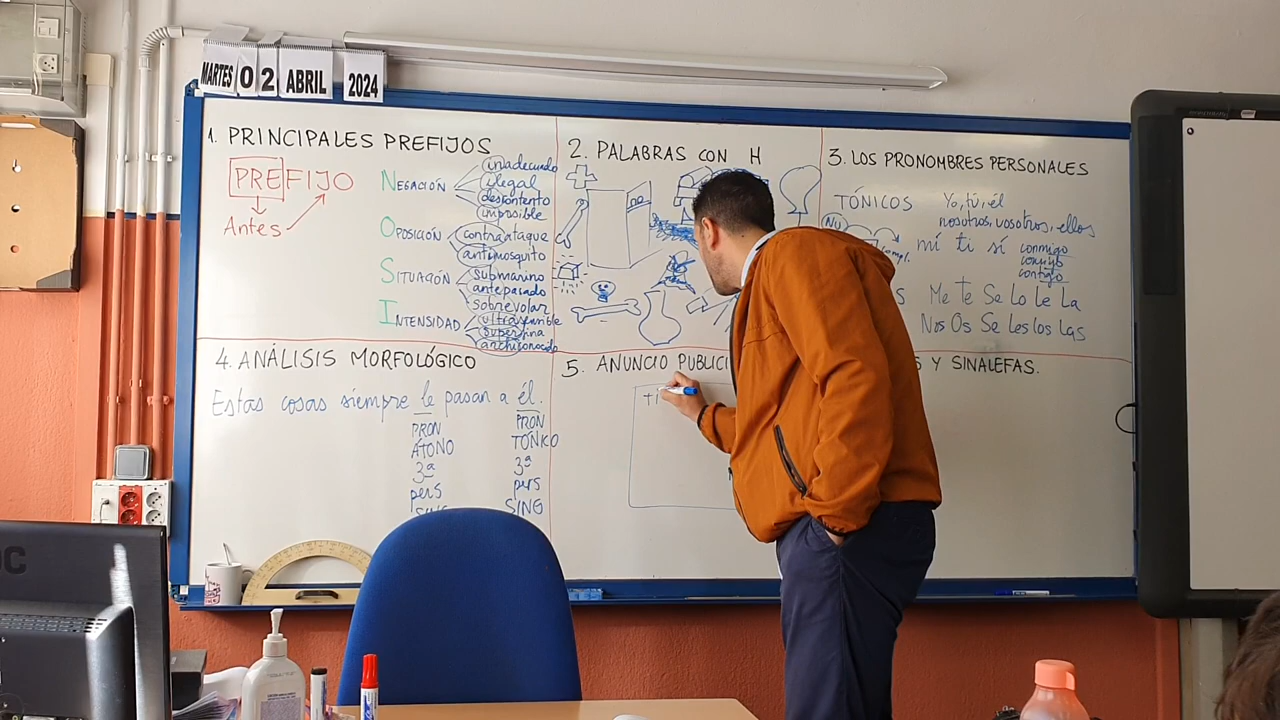 MARTES 02 ABRIL 2024
1. PRINCIPALES PREFIJOS
PREFIJO
Antes
NEGACIÓN
inadecuado
ilegal
descontento
imposible
OPOSICIÓN
contraataque
antimosquito
SITUACIÓN
submarino
antepasado
sobrevolar
INTENSIDAD
ultrasensible
superfina
archiconocido
2. PALABRAS CON H
3. LOS PRONOMBRES PERSONALES
TÓNICOS
Yo, tú, él
nosotros, vosotros, ellos
mí ti sí
conmigo
consigo
contigo
Me Te Se Lo Le La
Nos Os Se Les los Las
4. ANÁLISIS MORFOLÓGICO
Estas cosas siempre le pasan a él.
PRON
ÁTONO
3ª
pers
SING
PRON
TÓNICO
3ª
pers
SING
5. ANUNCIO PUBLICI
Y SINALEFAS.